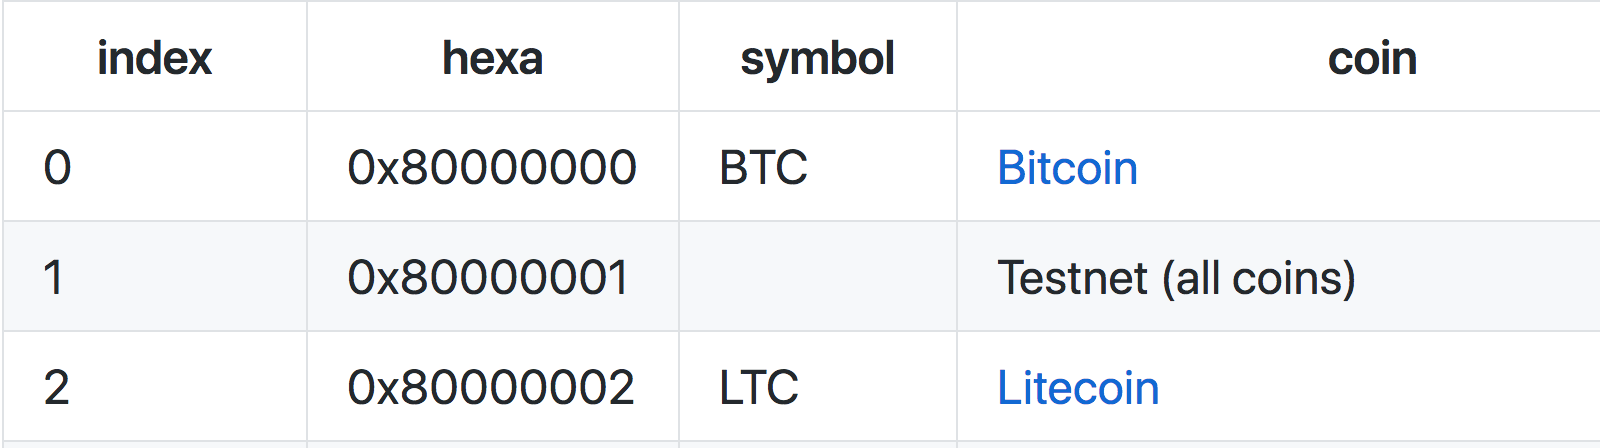 index hexa symbol coin
0 0x80000000 BTC Bitcoin
1 0x80000001 Testnet (all coins)
2 0x80000002 LTC Litecoin